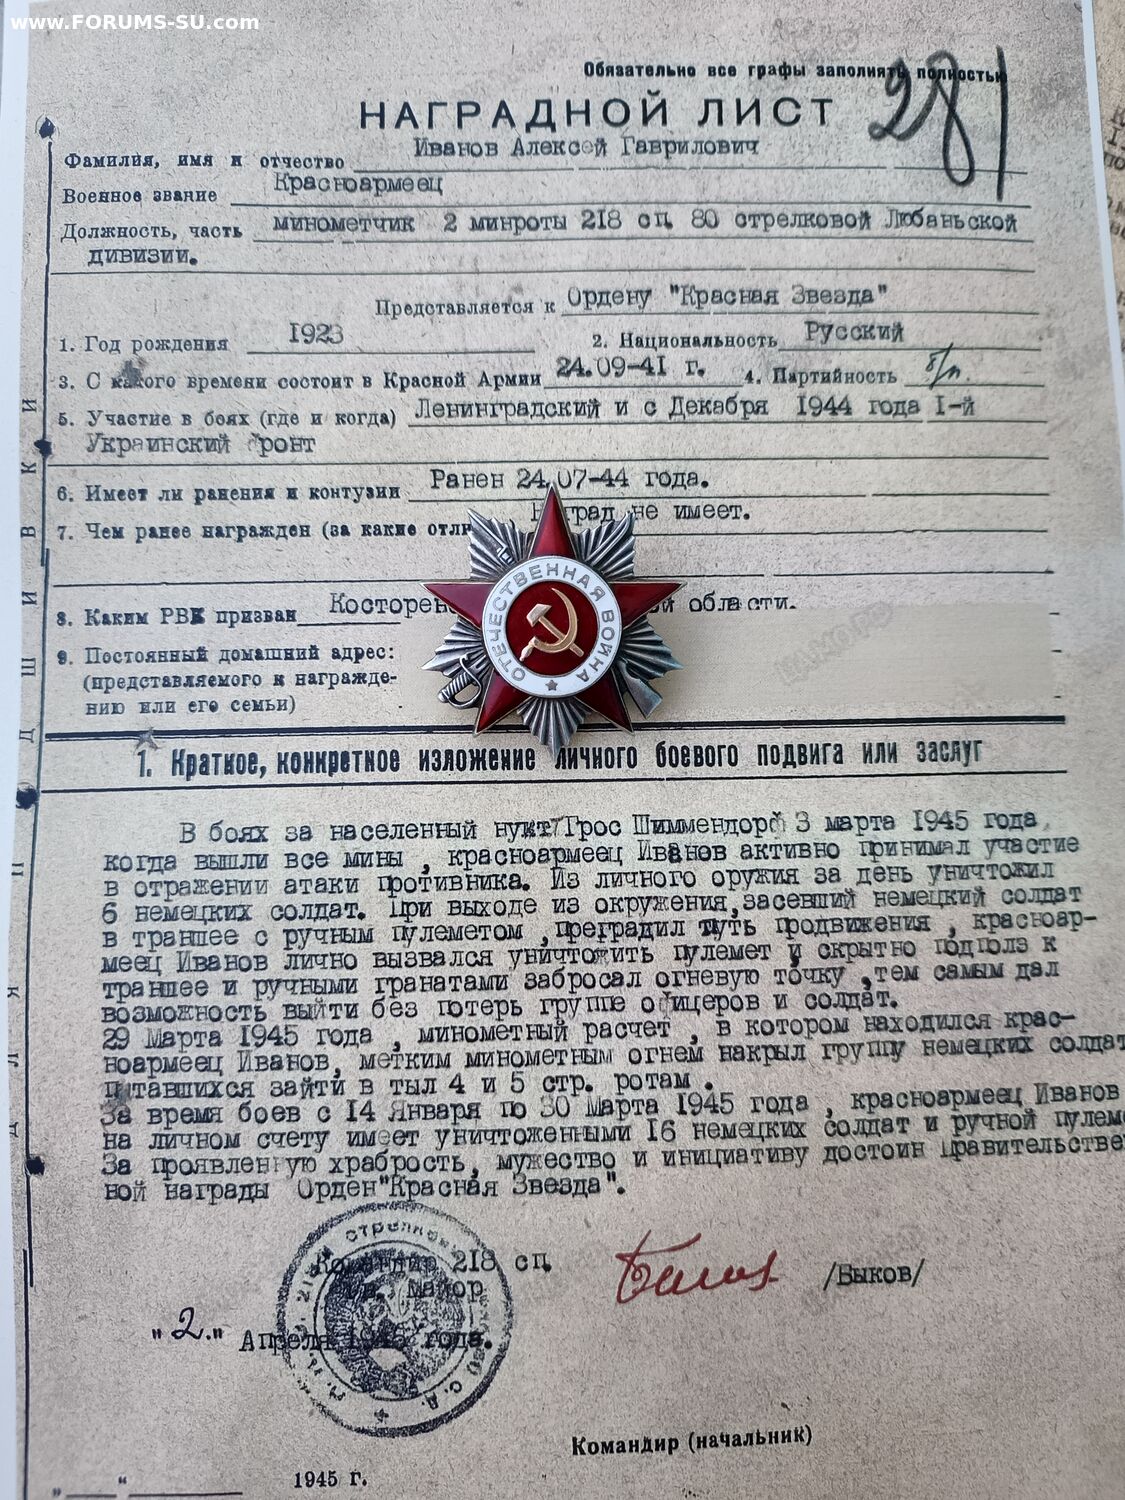 www.FORUMS-SU.com
Обязательно все графы заполнять полностью
281
НАГРАДНОЙ ЛИСТ
Фамилия, имя и отчество Иванов Алексей Гаврилович
Военное звание Красноармеец
Должность, часть минометчик 2 минроты 218 сп 80 стрелковой Любаньской
дивизии.
Представляется к Ордену "Красная Звезда"
1. Год рождения 1923 2. Национальность Русский
3. С какого времени состоит в Красной Армии 24.09-41 г. 4. Партийность б/п.
5. Участие в боях (где и когда) Ленинградский и с Декабря 1944 года I-й
Украинский фронт
6. Имеет ли ранения и контузии Ранен 24.07-44 года.
7. Чем ранее награжден (за какие отли Наград не имеет.
8. Каким РВК призван Косторен й области.
9. Постоянный домашний адрес:
(представляемого к награжде-
нию или его семьи)
ОТЕЧЕСТВЕННАЯ ВОЙНА
ДЛЯ ПОДШИВКИ
1. Краткое, конкретное изложение личного боевого подвига или заслуг
В боях за населенный нукт Грос Шиммендорф 3 марта 1945 года,
когда вышли все мины , красноармеец Иванов активно принимал участие
в отражении атаки противника. Из личного оружия за день уничтожил
6 немецких солдат. При выходе из окружения,засевший немецкий солдат
в траншее с ручным пулеметом ,преградил путь продвижения , красноар-
меец Иванов лично вызвался уничтожить пулемет и скрытно подполз к
траншее и ручными гранатами забросал огневую точку ,тем самым дал
возможность выйти без потерь группе офицеров и солдат.
29 Марта 1945 года , минометный расчет , в котором находился крас-
ноармеец Иванов, метким минометным огнем накрыл группу немецких солдат
пытавшихся зайти в тыл 4 и 5 стр. ротам .
За время боев с 14 Января по 30 Марта 1945 года , красноармеец Иванов
на личном счету имеет уничтоженными 16 немецких солдат и ручной пулем
За проявленную храбрость, мужество и инициативу достоин Правительстве
ной награды Орден"Красная Звезда".
Командир 218 сп
Майор /Быков/
"2." Апреля 1945 года.
Командир (начальник)
" " 1945 г.